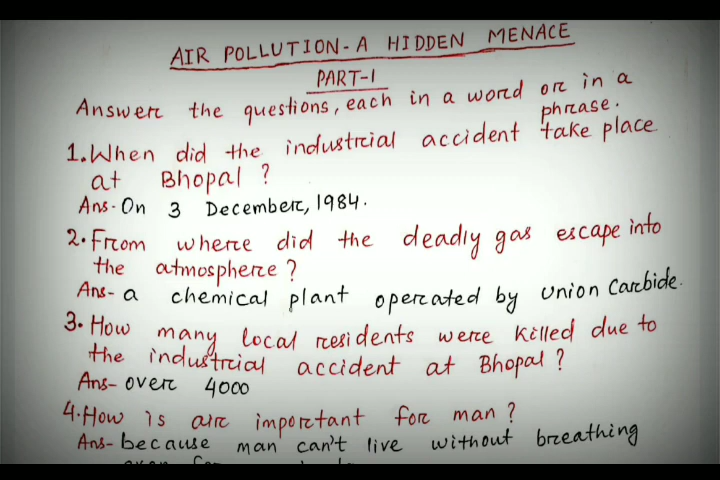 AIR POLLUTION - A HIDDEN MENACE
PART-1
Answer the questions, each in a word or in a phrase.
1. When did the industrial accident take place
at Bhopal ?
Ans - On 3 December, 1984.
2. From where did the deadly gas escape into
the atmosphere ?
Ans - a chemical plant operated by Union Carbide.
3. How many local residents were killed due to
the industrial accident at Bhopal ?
Ans - over 4000
4. How is air important for man ?
Ans - because man can't live without breathing